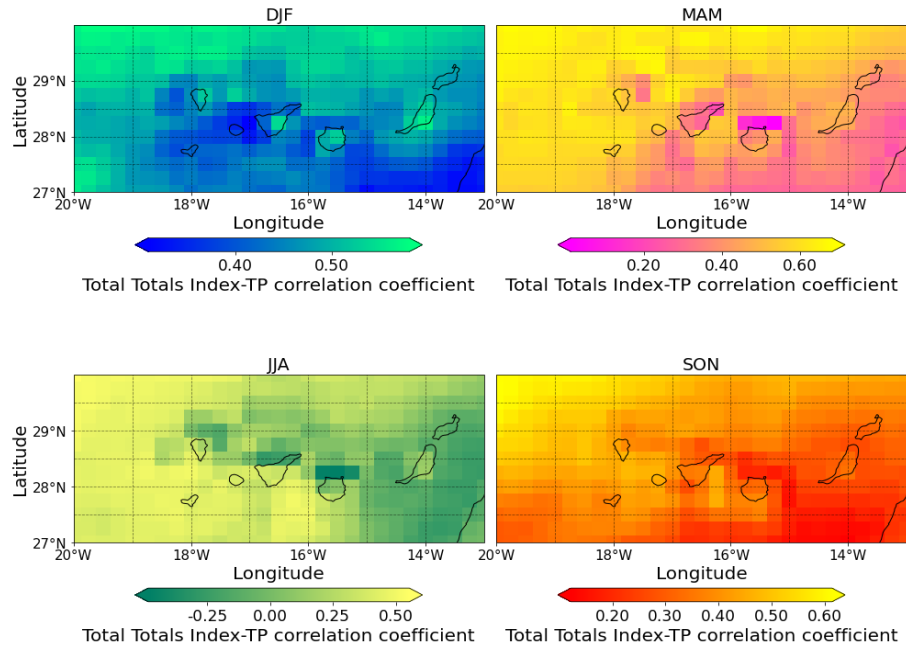 DJF
MAM
29°N
28°N
27°N
Latitude
20°W
18°W
16°W
14°W
20°W
18°W
16°W
14°W
Longitude
Longitude
0.40
0.50
0.20
0.40
0.60
Total Totals Index-TP correlation coefficient
Total Totals Index-TP correlation coefficient
JJA
SON
29°N
28°N
27°N
Latitude
20°W
18°W
16°W
14°W
20°W
18°W
16°W
14°W
Longitude
Longitude
-0.25
0.00
0.25
0.50
0.20
0.30
0.40
0.50
0.60
Total Totals Index-TP correlation coefficient
Total Totals Index-TP correlation coefficient